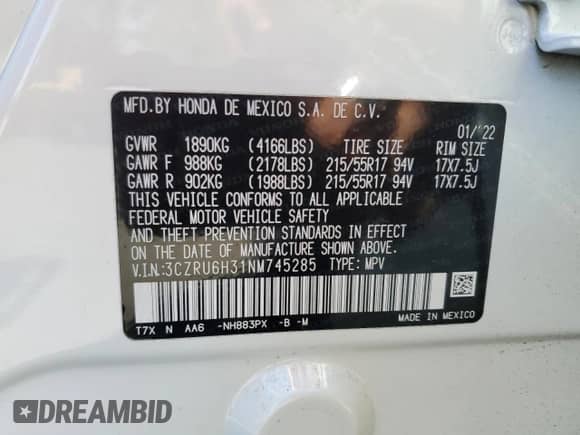 MFD.BY HONDA DE MEXICO S.A. DE C.V.
01/'22
GVWR 1890KG (4166LBS) TIRE SIZE RIM SIZE
GAWR F 988KG (2178LBS) 215/55R17 94V 17X7.5J
GAWR R 902KG (1988LBS) 215/55R17 94V 17X7.5J
THIS VEHICLE CONFORMS TO ALL APPLICABLE
FEDERAL MOTOR VEHICLE SAFETY
AND THEFT PREVENTION STANDARDS IN EFFECT
ON THE DATE OF MANUFACTURE SHOWN ABOVE.
V.I.N.:3CZRU6H31NM745285 TYPE: MPV
T7X N AA6 -NH883PX -B -M
MADE IN MEXICO
DREAMBID